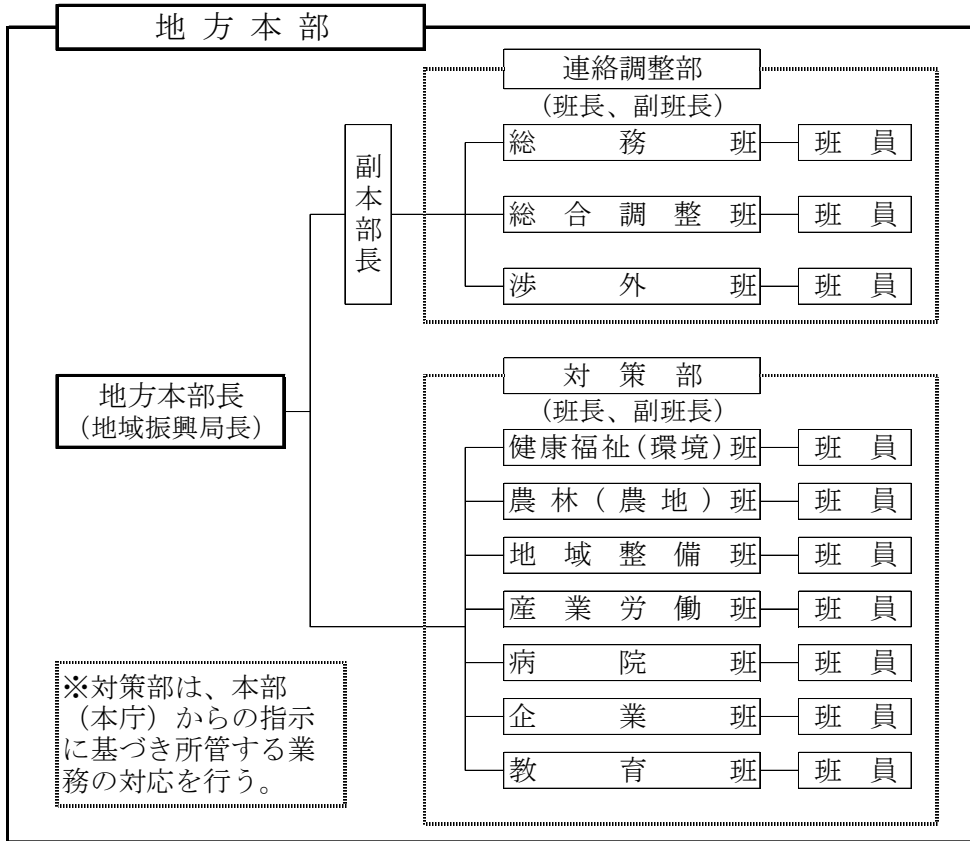 地方本部
連絡調整部
(班長、副班長)
総務班 班員
総合調整班 班員
渉外班 班員
副本部長
地方本部長
(地域振興局長)
対策部
(班長、副班長)
健康福祉(環境)班 班員
農林(農地)班 班員
地域整備班 班員
産業労働班 班員
病院班 班員
企業班 班員
教育班 班員
※対策部は、本部
(本庁)からの指示
に基づき所管する業
務の対応を行う。